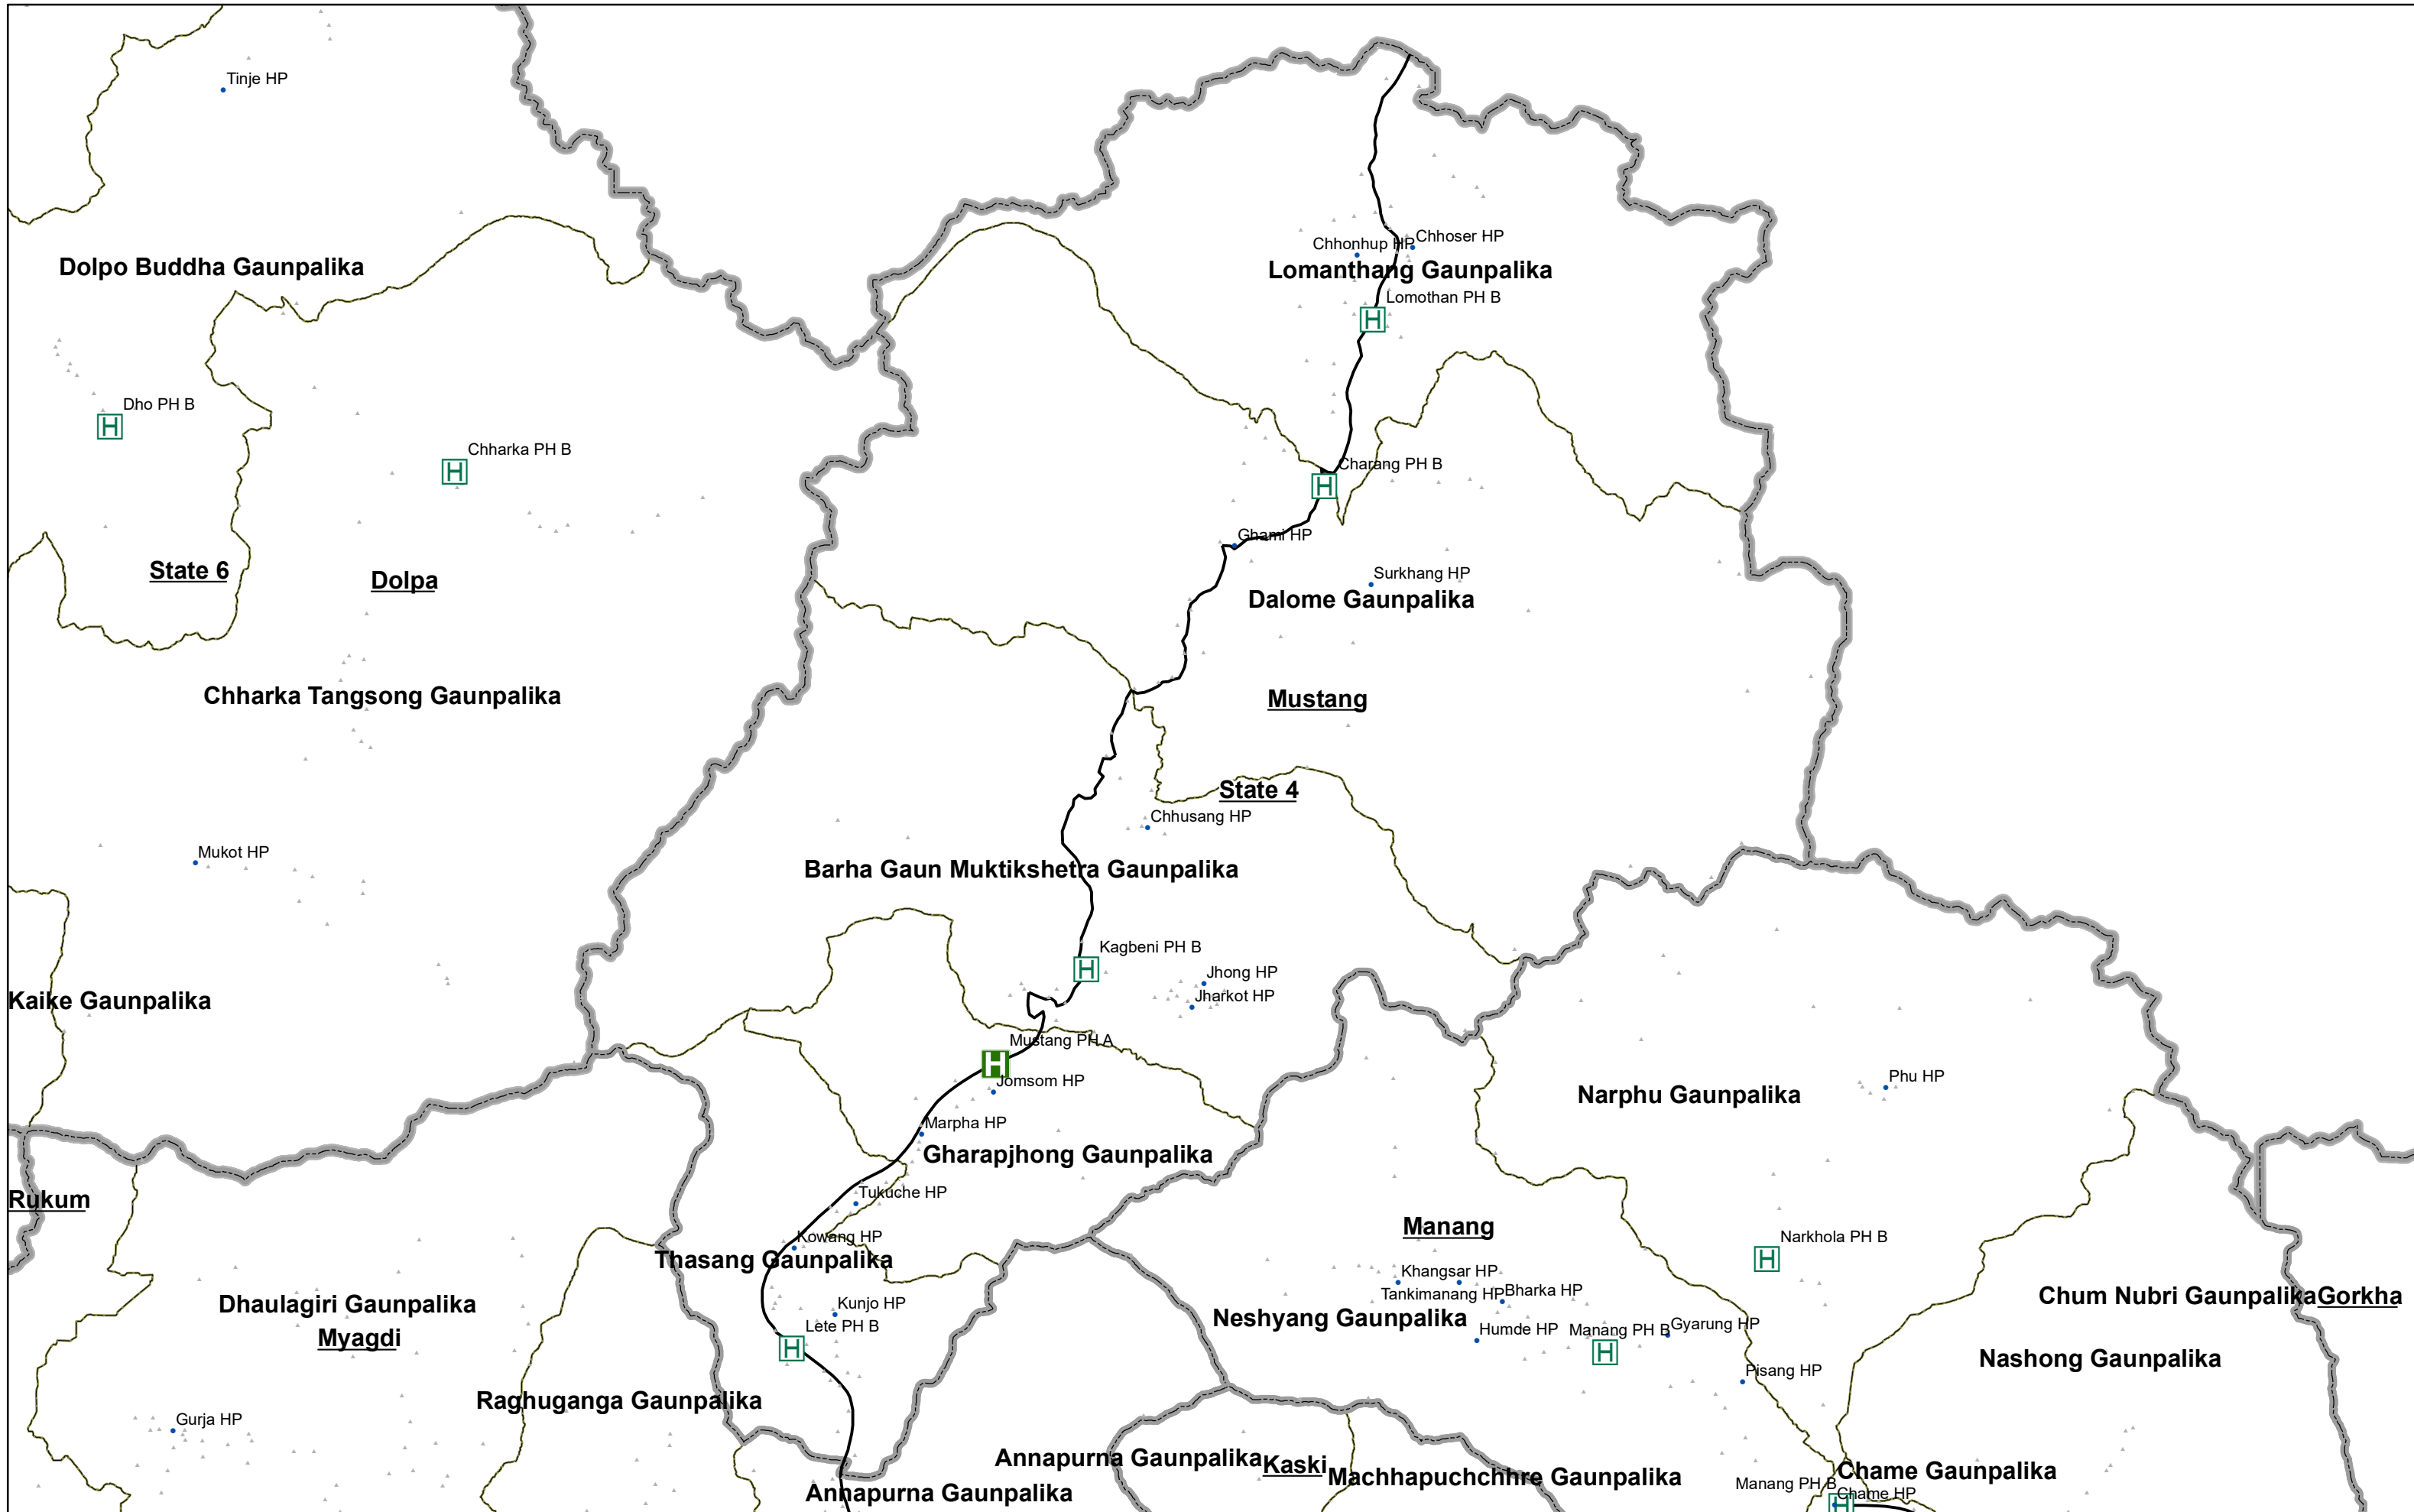 Tinje HP
Chhoser HP
Chhonhup HP
Dolpo Buddha Gaunpalika
Lomanthang Gaunpalika
Lomothan PH B
Dho PH B
Chharka PH B
Charang PH B
Ghami HP
State 6
Dolpa
Surkhang HP
Dalome Gaunpalika
Chharka Tangsong Gaunpalika
Mustang
State 4
Chhusang HP
Mukot HP
Barha Gaun Muktikshetra Gaunpalika
Kagbeni PH B
Jhong HP
Jharkot HP
Kaike Gaunpalika
Mustang PH A
Jomsom HP
Phu HP
Narphu Gaunpalika
Marpha HP
Gharapjhong Gaunpalika
Rukum
Tukuche HP
Manang
Kowang HP
Narkhola PH B
Thasang Gaunpalika
Khangsar HP
Tankimanang HP
Bharka HP
Chum Nubri Gaunpalika
Gorkha
Dhaulagiri Gaunpalika
Kunjo HP
Neshyang Gaunpalika
Lete PH B
Humde HP
Manang PH B
Gyarung HP
Myagdi
Nashong Gaunpalika
Pisang HP
Raghuganga Gaunpalika
Gurja HP
Annapurna Gaunpalika
Kaski
Machhapuchchhre Gaunpalika
Chame Gaunpalika
Manang PH B
Chame HP
Annapurna Gaunpalika